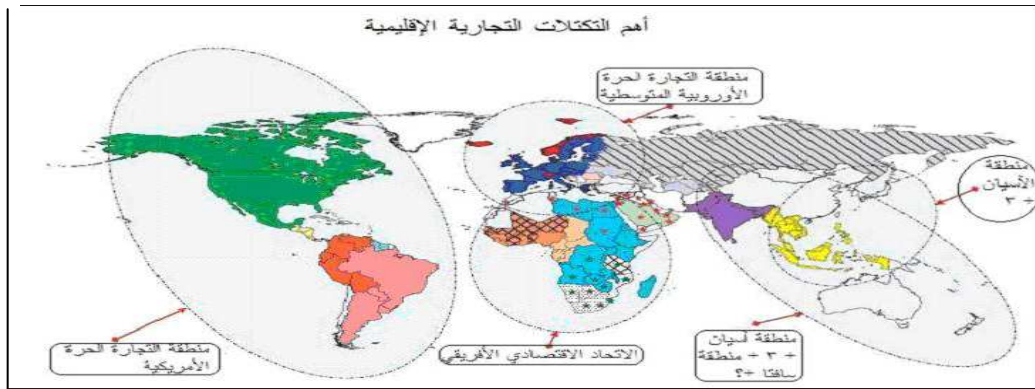 أهم التكتلات التجارية الإقليمية
منطقة التجارة الحرة
الأوروبية المتوسطية
منطقة
الأسيان
+ ٣
منطقة التجارة الحرة
الأمريكية
الاتحاد الاقتصادي الأفريقي
منطقة أسيان
+ ٣ + منطقة
سافتا +؟